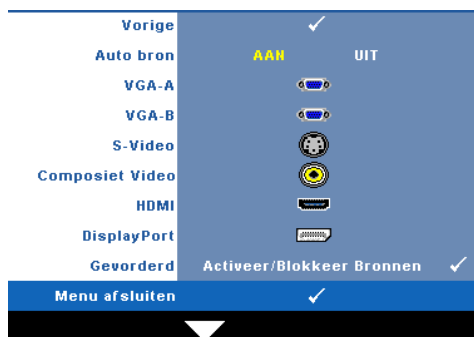 Vorige
Auto bron AAN UIT
VGA-A
VGA-B
S-Video
Composiet Video
HDMI
DisplayPort
Gevorderd Activeer/Blokkeer Bronnen
Menu afsluiten